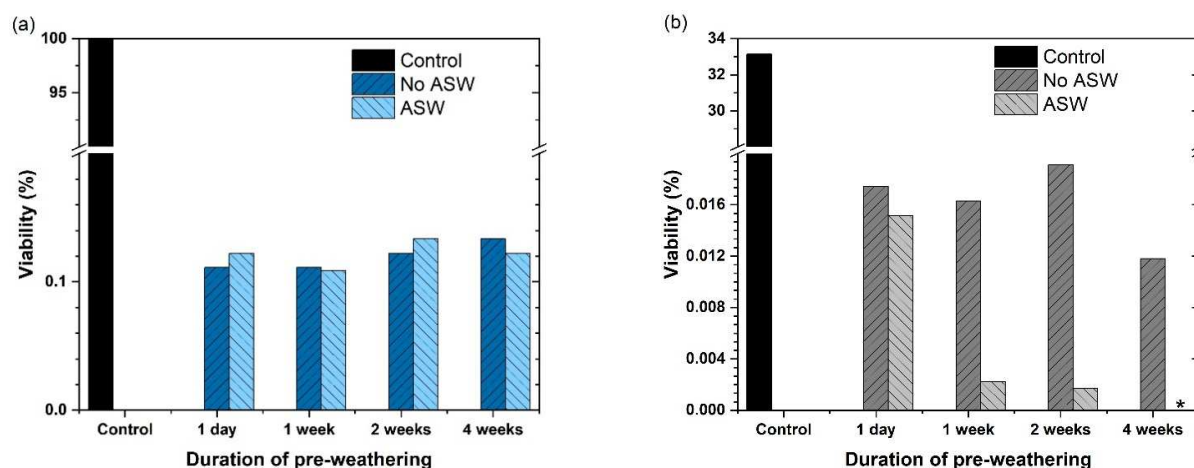 (a)
Viability (%)
100
95
0.1
0.0
Control
No ASW
ASW
Control 1 day 1 week 2 weeks 4 weeks
Duration of pre-weathering
(b)
Viability (%)
34
33
32
31
30
0.016
0.012
0.008
0.004
0.000
Control
No ASW
ASW
*
Control 1 day 1 week 2 weeks 4 weeks
Duration of pre-weathering